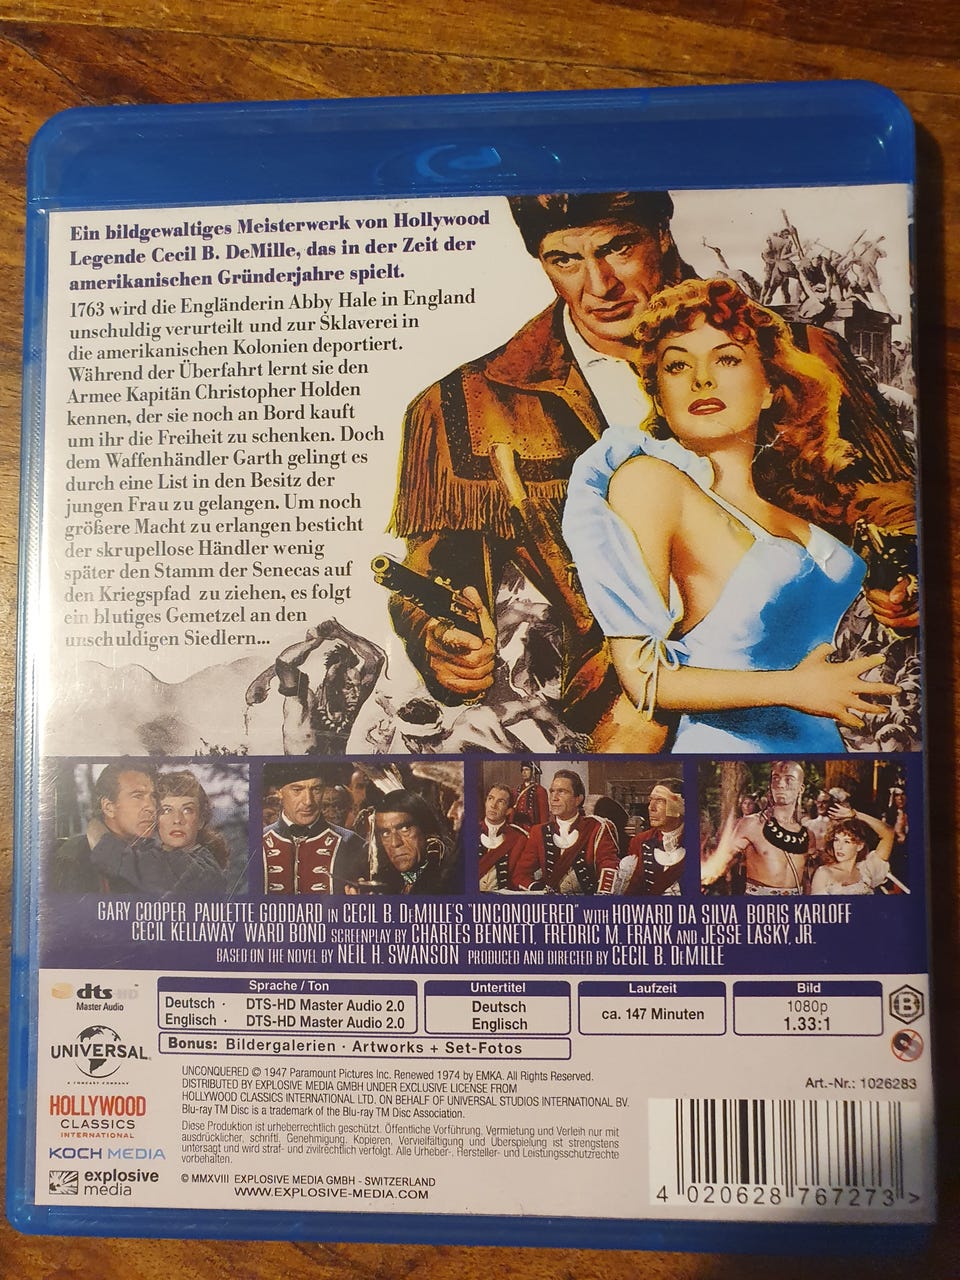 Ein bildgewaltiges Meisterwerk von Hollywood
Legende Cecil B. DeMille, das in der Zeit der
amerikanischen Gründerjahre spielt.
1763 wird die Engländerin Abby Hale in England
unschuldig verurteilt und zur Sklaverei in
die amerikanischen Kolonien deportiert.
Während der Überfahrt lernt sie den
Armee Kapitän Christopher Holden
kennen, der sie noch an Bord kauft
um ihr die Freiheit zu schenken. Doch
dem Waffenhändler Garth gelingt es
durch eine List in den Besitz der
jungen Frau zu gelangen. Um noch
größere Macht zu erlangen besticht
der skrupellose Händler wenig
später den Stamm der Senecas auf
den Kriegspfad zu ziehen, es folgt
ein blutiges Gemetzel an den
unschuldigen Siedlern...
GARY COOPER PAULETTE GODDARD IN CECIL B. DeMILLE'S "UNCONQUERED" WITH HOWARD DA SILVA BORIS KARLOFF
CECIL KELLAWAY WARD BOND SCREENPLAY BY CHARLES BENNETT, FREDRIC M. FRANK AND JESSE LASKY, JR.
BASED ON THE NOVEL BY NEIL H. SWANSON PRODUCED AND DIRECTED BY CECIL B. DeMILLE
dts-HD
Master Audio
Sprache / Ton
Deutsch · DTS-HD Master Audio 2.0
Englisch · DTS-HD Master Audio 2.0
Untertitel
Deutsch
Englisch
Laufzeit
ca. 147 Minuten
Bild
1080p
1.33:1
B
Bonus: Bildergalerien · Artworks + Set-Fotos
UNIVERSAL
A COMCAST COMPANY
HOLLYWOOD
CLASSICS
INTERNATIONAL
KOCH MEDIA
explosive
media
UNCONQUERED © 1947 Paramount Pictures Inc. Renewed 1974 by EMKA. All Rights Reserved.
DISTRIBUTED BY EXPLOSIVE MEDIA GMBH UNDER EXCLUSIVE LICENSE FROM
HOLLYWOOD CLASSICS INTERNATIONAL LTD. ON BEHALF OF UNIVERSAL STUDIOS INTERNATIONAL BV.
Blu-ray TM Disc is a trademark of the Blu-ray TM Disc Association.
Diese Produktion ist urheberrechtlich geschützt. Öffentliche Vorführung, Vermietung und Verleih nur mit
ausdrücklicher, schriftl. Genehmigung. Kopieren, Vervielfältigung und Überspielung ist strengstens
untersagt und wird straf- und zivilrechtlich verfolgt. Alle Urheber-, Hersteller- und Leistungsschutzrechte
vorbehalten.
© MMXVIII EXPLOSIVE MEDIA GMBH - SWITZERLAND
WWW.EXPLOSIVE-MEDIA.COM
Art.-Nr.: 1026283
4 020628 767273 >